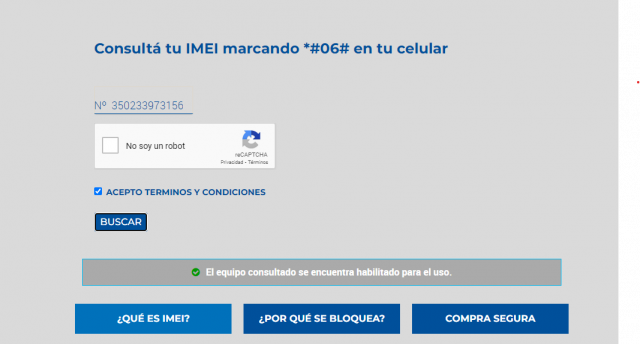 Consultá tu IMEI marcando *#06# en tu celular
Nº 350233973156
No soy un robot
reCAPTCHA
Privacidad - Términos
ACEPTO TERMINOS Y CONDICIONES
BUSCAR
El equipo consultado se encuentra habilitado para el uso.
¿QUÉ ES IMEI?
¿POR QUÉ SE BLOQUEA?
COMPRA SEGURA